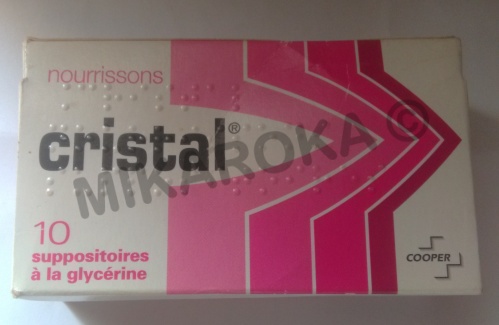 nourrissons
cristal®
MIKAROKA ©
10
suppositoires
à la glycérine
COOPER